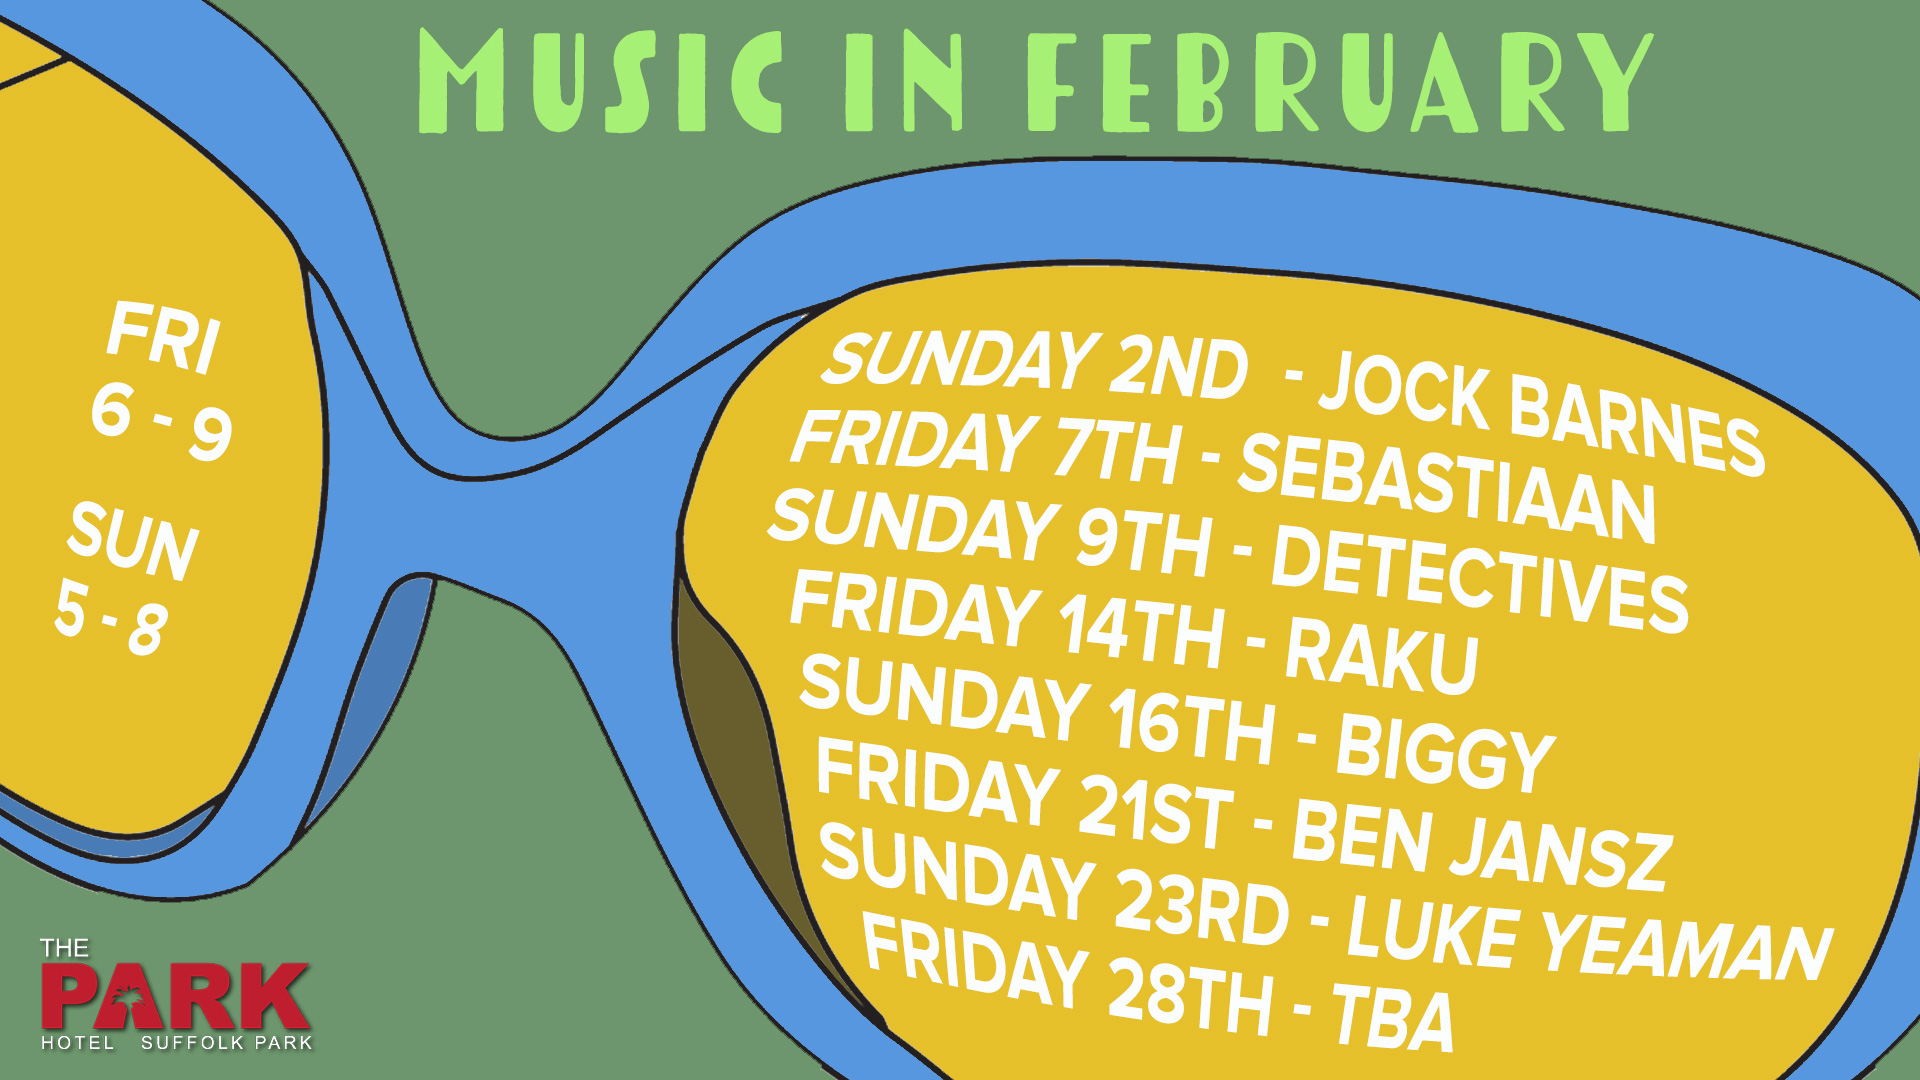 MUSIC IN FEBRUARY
FRI
6 - 9
SUN
5 - 8
SUNDAY 2ND - JOCK BARNES
FRIDAY 7TH - SEBASTIAAN
SUNDAY 9TH - DETECTIVES
FRIDAY 14TH - RAKU
SUNDAY 16TH - BIGGY
FRIDAY 21ST - BEN JANSZ
SUNDAY 23RD - LUKE YEAMAN
FRIDAY 28TH - TBA
THE
PARK
HOTEL SUFFOLK PARK